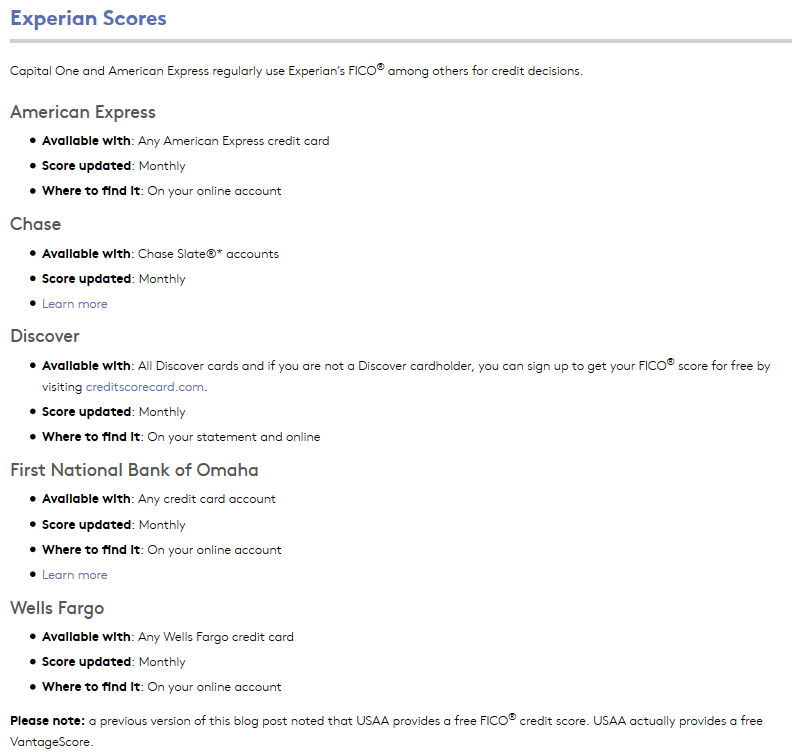 Experian Scores
Capital One and American Express regularly use Experian's FICO® among others for credit decisions.
American Express
• Available with: Any American Express credit card
• Score updated: Monthly
• Where to find it: On your online account
Chase
• Available with: Chase Slate®* accounts
• Score updated: Monthly
• Learn more
Discover
• Available with: All Discover cards and if you are not a Discover cardholder, you can sign up to get your FICO® score for free by
visiting creditscorecard.com.
• Score updated: Monthly
• Where to find it: On your statement and online
First National Bank of Omaha
• Available with: Any credit card account
• Score updated: Monthly
• Where to find it: On your online account
• Learn more
Wells Fargo
• Available with: Any Wells Fargo credit card
• Score updated: Monthly
• Where to find it: On your online account
Please note: a previous version of this blog post noted that USAA provides a free FICO® credit score. USAA actually provides a free
VantageScore.